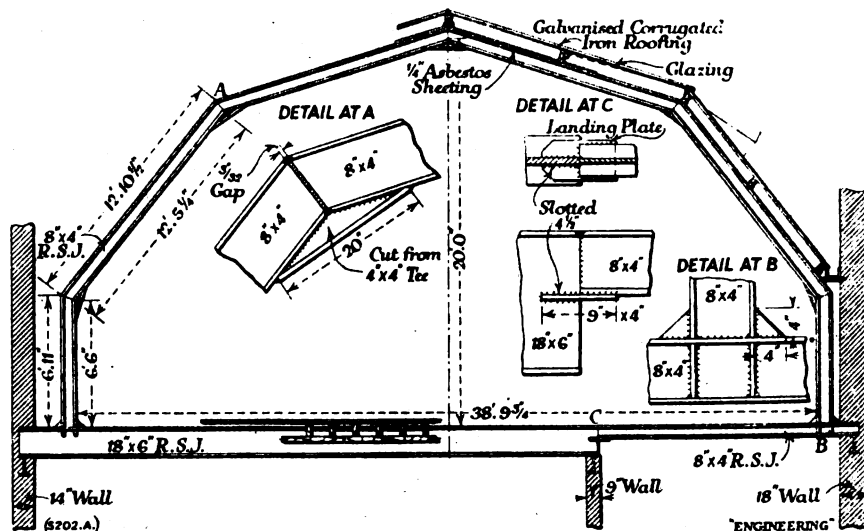 Galvanised Corrugated
Iron Roofing
Glazing
1/4" Asbestos
Sheeting
A
DETAIL AT A
DETAIL AT C
Landing Plate
12'. 10 1/2"
12'. 5 1/4"
5/32
Gap
8"x4"
8"x4"
20"
Cut from
4"x4" Tee
8"x4"
R.S.J.
20'.0"
Slotted
4 1/2"
8"x4"
9" x 4"
18"x6"
DETAIL AT B
8"x4"
8"x4"
4"
4"
6'. 11"
6'. 6"
38'. 9 3/4"
C
B
18"x6" R.S.J.
8"x4" R.S.J.
14" Wall
9" Wall
18" Wall
(5202.A.)
"ENGINEERING"